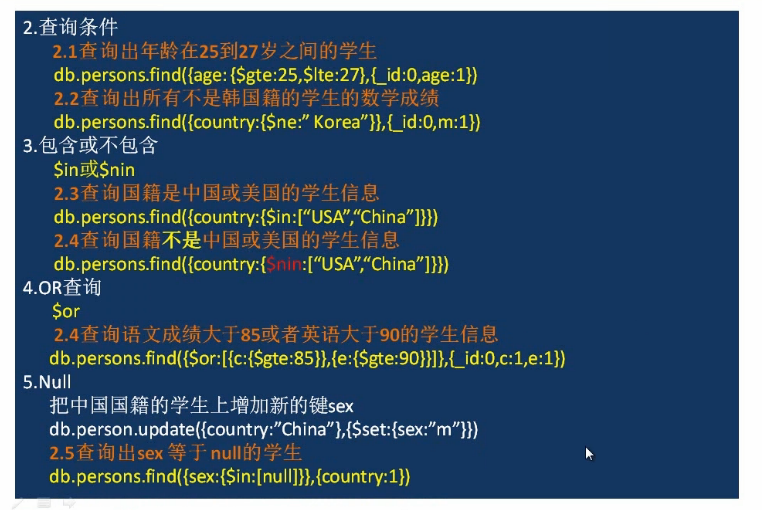 2.查询条件
2.1查询出年龄在25到27岁之间的学生
db.persons.find({age: {$gte:25,$lte:27},{_id:0,age:1})
2.2查询出所有不是韩国籍的学生的数学成绩
db.persons.find({country:{$ne:” Korea”}},{_id:0,m:1})
3.包含或不包含
$in或$nin
2.3查询国籍是中国或美国的学生信息
db.persons.find({country:{$in:[“USA”,“China”]}})
2.4查询国籍不是中国或美国的学生信息
db.persons.find({country:{$nin:[“USA”,“China”]}})
4.OR查询
$or
2.4查询语文成绩大于85或者英语大于90的学生信息
db.persons.find({$or:[{c:{$gte:85}},{e:{$gte:90}}]},{_id:0,c:1,e:1})
5.Null
把中国国籍的学生上增加新的键sex
db.person.update({country:”China”},{$set:{sex:”m”}})
2.5查询出sex 等于 null的学生
db.persons.find({sex:{$in:[null]}},{country:1})